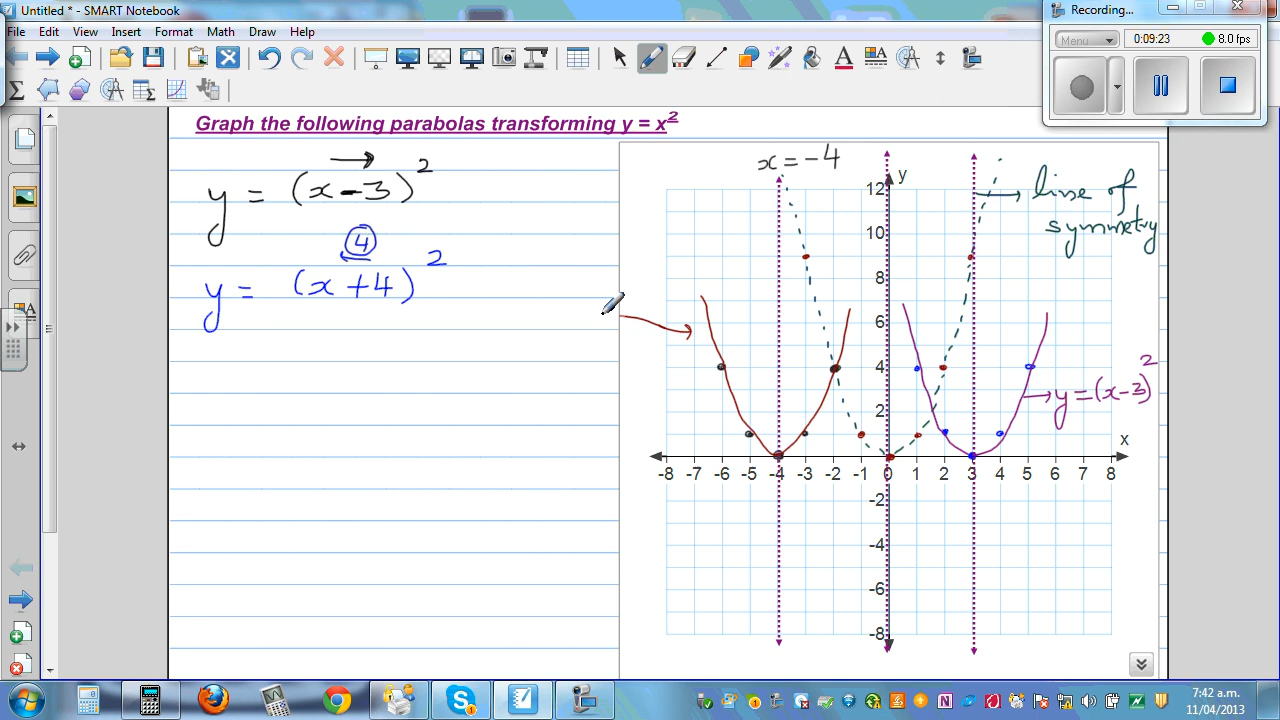 Untitled * - SMART Notebook
Recording...
File Edit View Insert Format Math Draw Help
Menu
0:09:23
8.0 fps
Graph the following parabolas transforming y = x²
y = (x - 3)²
4
y = (x + 4)²
x = -4
y
line of
symmetry
12
10
8
6
4
2
y = (x-3)²
x
-8 -7 -6 -5 -4 -3 -2 -1 0 1 2 3 4 5 6 7 8
-2
-4
-6
-8
7:42 a.m.
11/04/2013